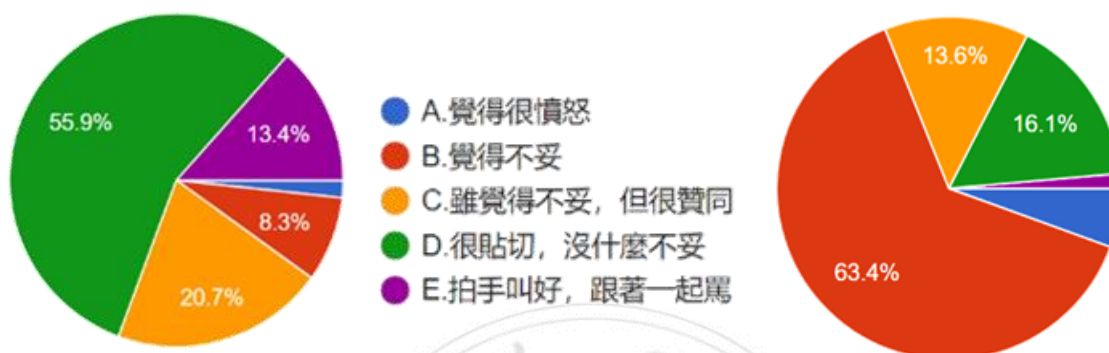 55.9%
13.4%
8.3%
20.7%
A.覺得很憤怒
B.覺得不妥
C.雖覺得不妥，但很贊同
D.很貼切，沒什麼不妥
E.拍手叫好，跟著一起罵
13.6%
16.1%
63.4%